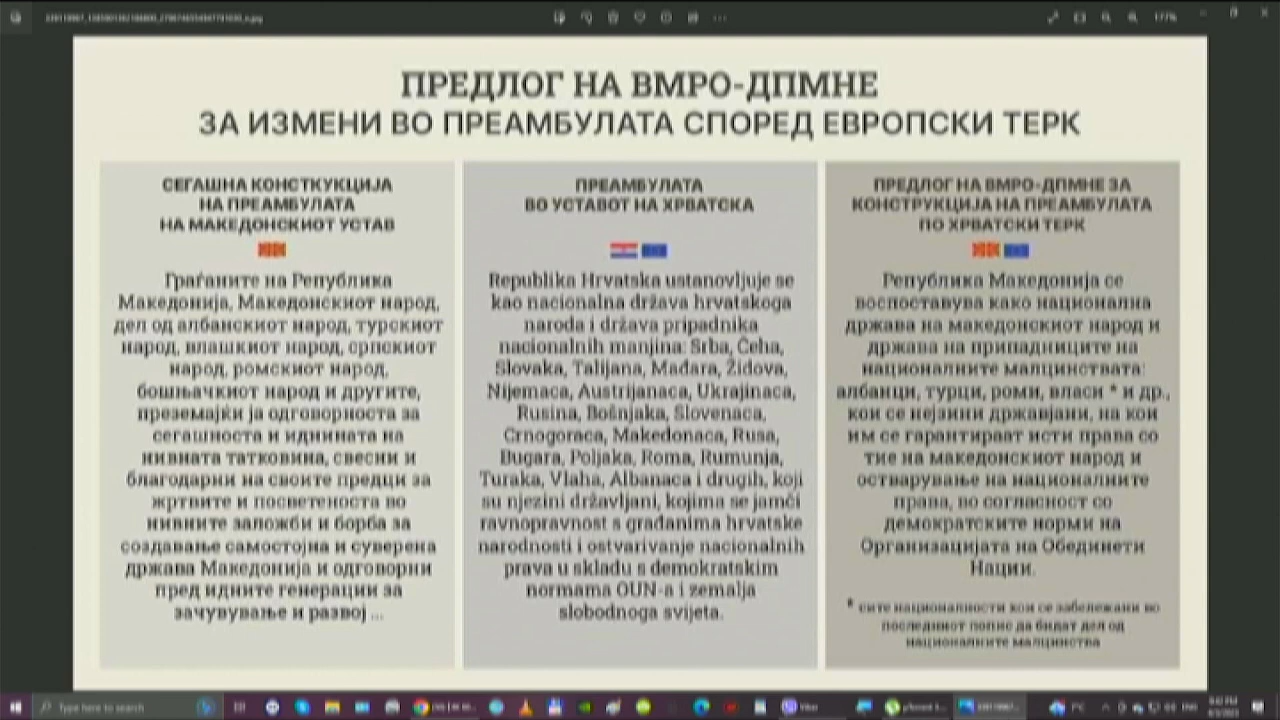 177%
ПРЕДЛОГ НА ВМРО-ДПМНЕ
ЗА ИЗМЕНИ ВО ПРЕАМБУЛАТА СПОРЕД ЕВРОПСКИ ТЕРК
СЕГАШНА КОНСТКУКЦИЈА
НА ПРЕАМБУЛАТА
НА МАКЕДОНСКИОТ УСТАВ
Граѓаните на Република
Македонија, Македонскиот народ,
дел од албанскиот народ, турскиот
народ, влашкиот народ, српскиот
народ, ромскиот народ,
бошњачкиот народ и другите,
преземајќи ја одговорноста за
сегашноста и иднината на
нивната татковина, свесни и
благодарни на своите предци за
жртвите и посветеноста во
нивните заложби и борба за
создавање самостојна и суверена
држава Македонија и одговорни
пред идните генерации за
зачувување и развој ...
ПРЕАМБУЛАТА
ВО УСТАВОТ НА ХРВАТСКА
Republika Hrvatska ustanovljuje se
kao nacionalna država hrvatskoga
naroda i država pripadnika
nacionalnih manjina: Srba, Čeha,
Slovaka, Talijana, Mađara, Židova,
Nijemaca, Austrijanaca, Ukrajinaca,
Rusina, Bošnjaka, Slovenaca,
Crnogoraca, Makedonaca, Rusa,
Bugara, Poljaka, Roma, Rumunja,
Turaka, Vlaha, Albanaca i drugih, koji
su njezini državljani, kojima se jamči
ravnopravnost s građanima hrvatske
narodnosti i ostvarivanje nacionalnih
prava u skladu s demokratskim
normama OUN-a i zemalja
slobodnoga svijeta.
ПРЕДЛОГ НА ВМРО-ДПМНЕ ЗА
КОНСТРУКЦИЈА НА ПРЕАМБУЛАТА
ПО ХРВАТСКИ ТЕРК
Република Македонија се
воспоставува како национална
држава на македонскиот народ и
држава на припадниците на
националните малцинствата:
албанци, турци, роми, власи * и др.,
кои се нејзини државјани, на кои
им се гарантираат исти права со
тие на македонскиот народ и
остварување на националните
права, во согласност со
демократските норми на
Организацијата на Обединети
Нации.
* сите националности кои се забележани во
последниот попис да бидат дел од
националните малцинства
Type here to search
Viber